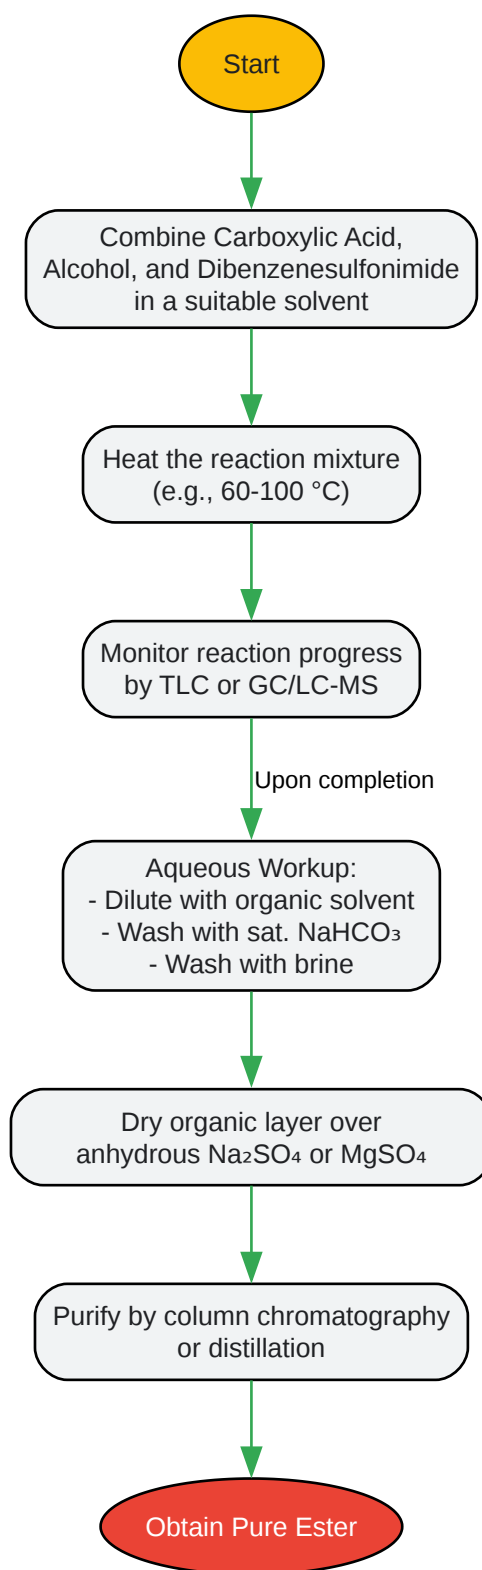 Start
Combine Carboxylic Acid,
Alcohol, and Dibenzenesulfonimide
in a suitable solvent
Heat the reaction mixture
(e.g., 60-100 °C)
Monitor reaction progress
by TLC or GC/LC-MS
Upon completion
Aqueous Workup:
- Dilute with organic solvent
- Wash with sat. NaHCO₃
- Wash with brine
Dry organic layer over
anhydrous Na₂SO₄ or MgSO₄
Purify by column chromatography
or distillation
Obtain Pure Ester